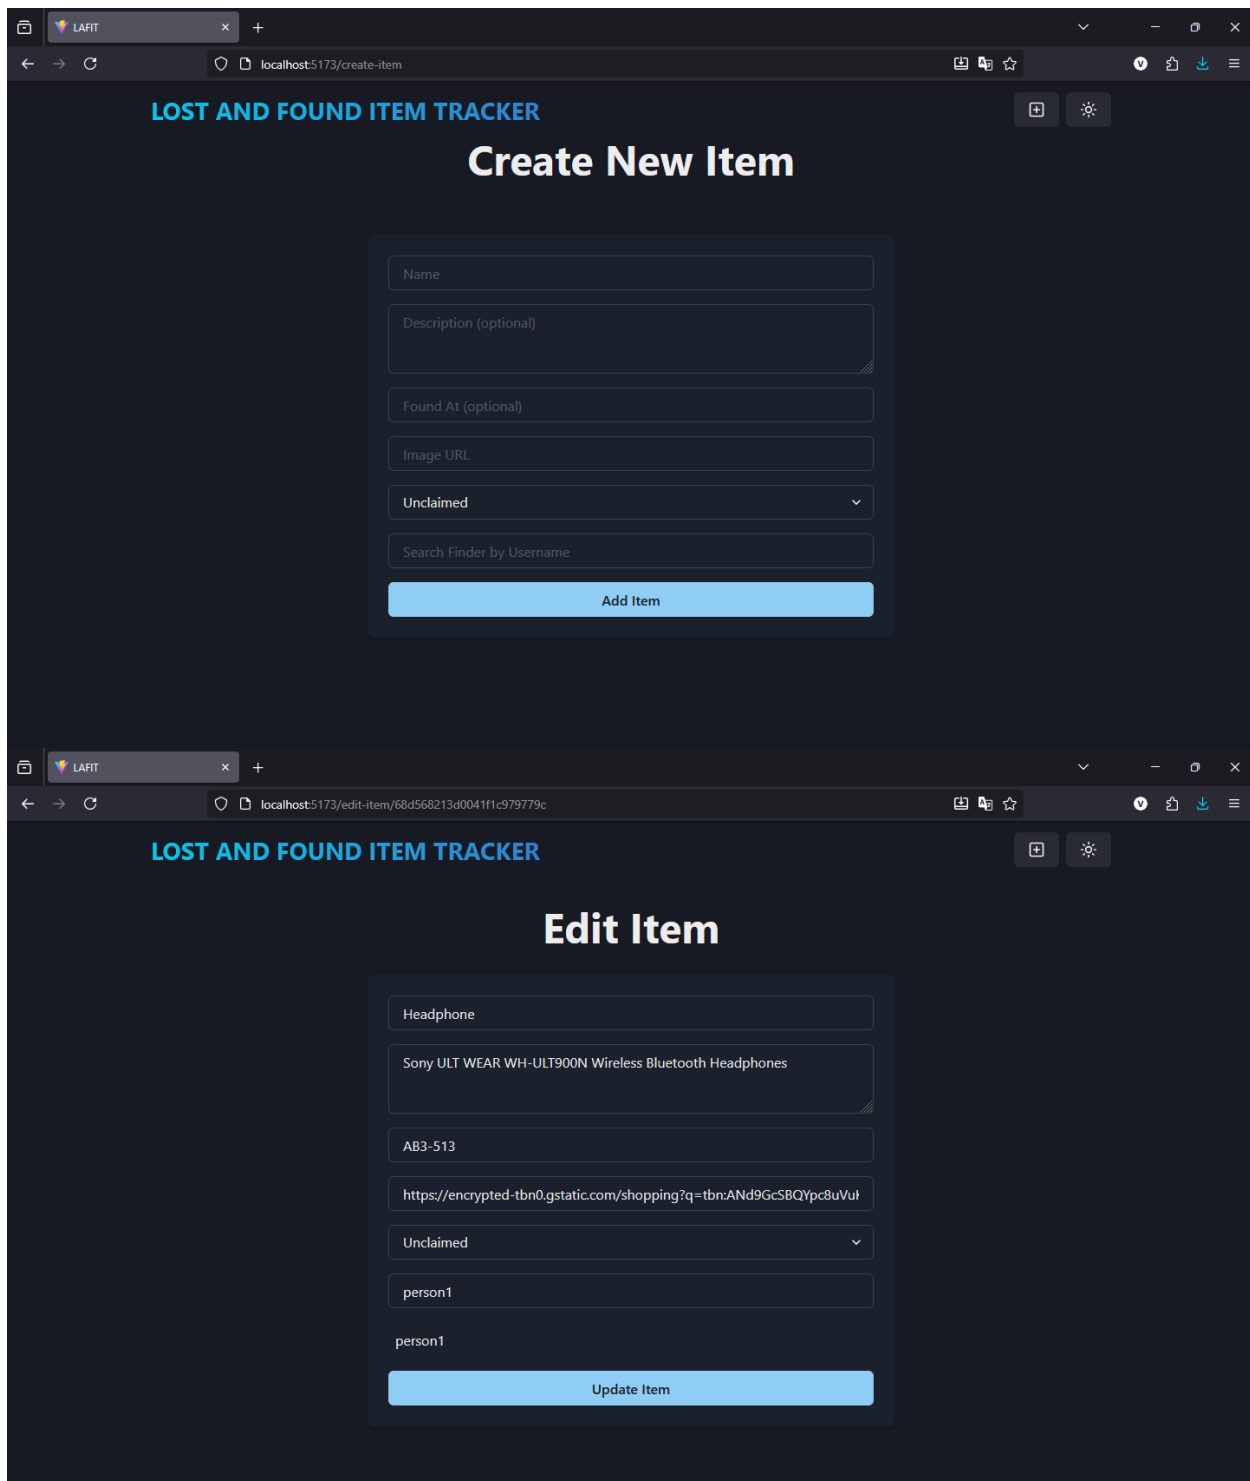 LAFIT
localhost:5173/create-item
LOST AND FOUND ITEM TRACKER
Create New Item
Name
Description (optional)
Found At (optional)
Image URL
Unclaimed
Search Finder by Username
Add Item
LAFIT
localhost:5173/edit-item/68d568213d0041f1c979779c
LOST AND FOUND ITEM TRACKER
Edit Item
Headphone
Sony ULT WEAR WH-ULT900N Wireless Bluetooth Headphones
AB3-513
https://encrypted-tbn0.gstatic.com/shopping?q=tbn:ANd9GcSBQYpc8uVuH
Unclaimed
person1
person1
Update Item